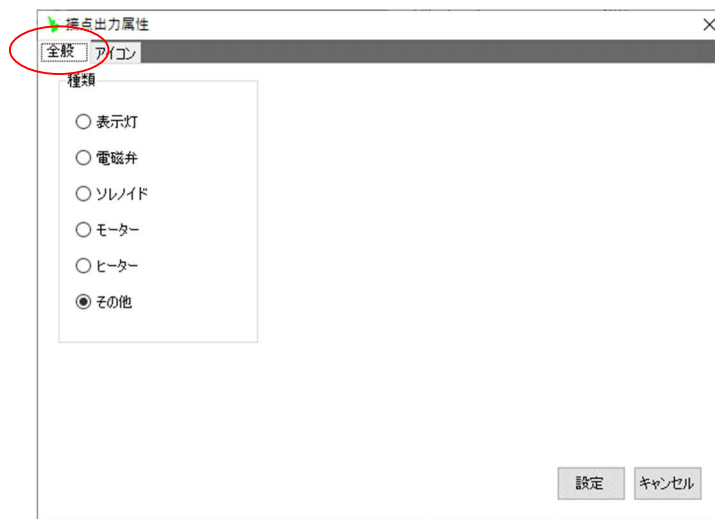 接点出力属性
全般 アイコン
種類
表示灯
電磁弁
ソレノイド
モーター
ヒーター
その他
設定 キャンセル